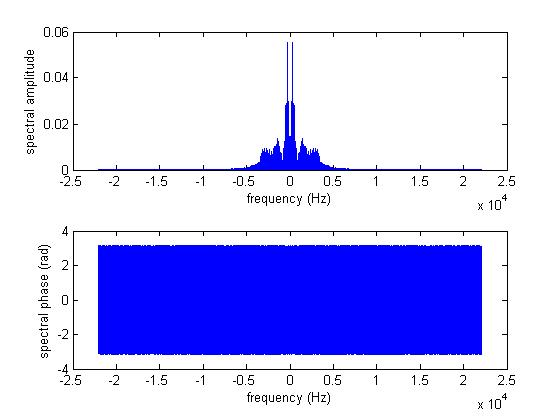 0.06
0.04
0.02
0
spectral amplitude
-2.5 -2 -1.5 -1 -0.5 0 0.5 1 1.5 2 2.5
frequency (Hz)
x 10^4
4
2
0
-2
-4
spectral phase (rad)
-2.5 -2 -1.5 -1 -0.5 0 0.5 1 1.5 2 2.5
frequency (Hz)
x 10^4